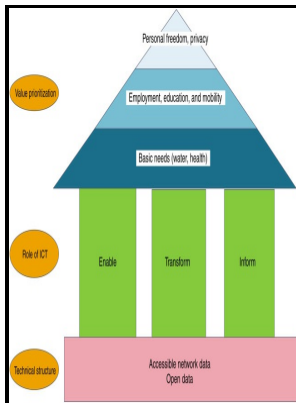 Personal freedom, privacy
Value prioritization
Employment, education, and mobility
Basic needs (water, health)
Role of ICT
Enable
Transform
Inform
Technical structure
Accessible network data
Open data